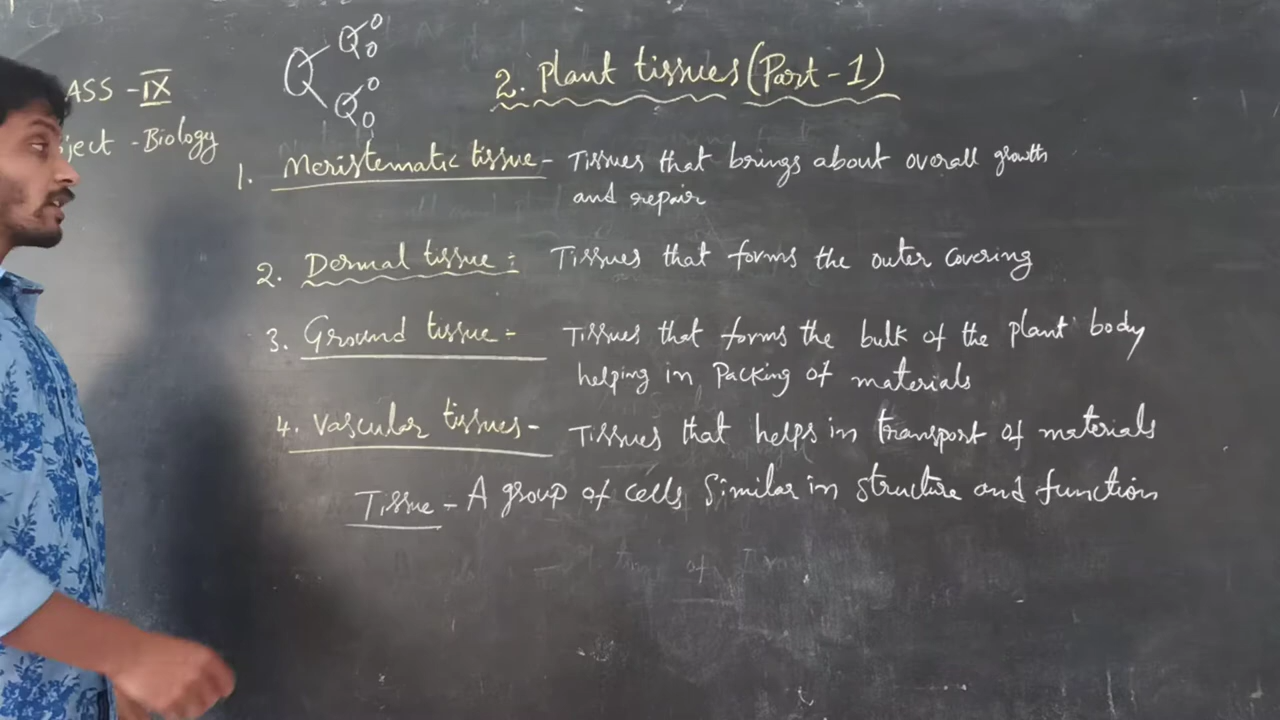 ASS - IX
ject - Biology
2. Plant tissues (Part - 1)
1. Meristematic tissue - Tissues that brings about overall growth
and repair
2. Dermal tissue :- Tissues that forms the outer covering
3. Ground tissue :- Tissues that forms the bulk of the plant body
helping in Packing of materials
4. Vascular tissues - Tissues that helps in transport of materials
Tissue - A group of cells Similar in structure and function